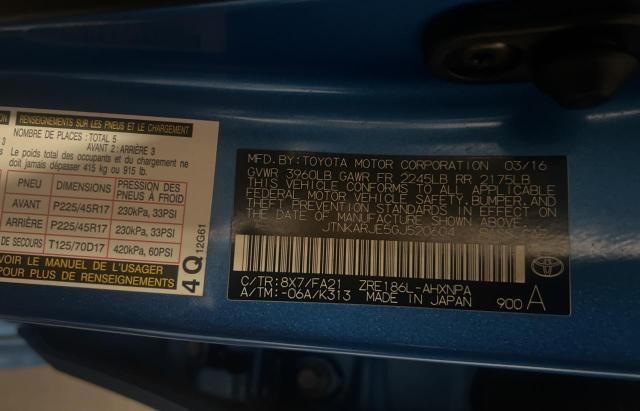 ION RENSEIGNEMENTS SUR LES PNEUS ET LE CHARGEMENT
NOMBRE DE PLACES : TOTAL 5
AVANT 2 : ARRIÈRE 3
Le poids total des occupants et du chargement ne
doit jamais dépasser 415 kg ou 915 lb.
PNEU DIMENSION PRESSION DES PNEUS À FROID
AVANT P225/45R17 230kPa, 33PSI
ARRIÈRE P225/45R17 230kPa, 33PSI
DE SECOURS T125/70D17 420kPa, 60PSI
VOIR LE MANUEL DE L'USAGER
POUR PLUS DE RENSEIGNEMENTS
4Q 12G61
MFD. BY: TOYOTA MOTOR CORPORATION 03/16
GVWR 3960LB GAWR FR 2245LB RR 2175LB
THIS VEHICLE CONFORMS TO ALL APPLICABLE
FEDERAL MOTOR VEHICLE SAFETY, BUMPER, AND
THEFT PREVENTION STANDARDS IN EFFECT ON
THE DATE OF MANUFACTURE SHOWN ABOVE.
JTNKARJE5GJ520604
C/TR: 8X7/FA21 ZRE186L-AHXNPA
A/TM: -06A/K313 MADE IN JAPAN
900 A
TOYOTA